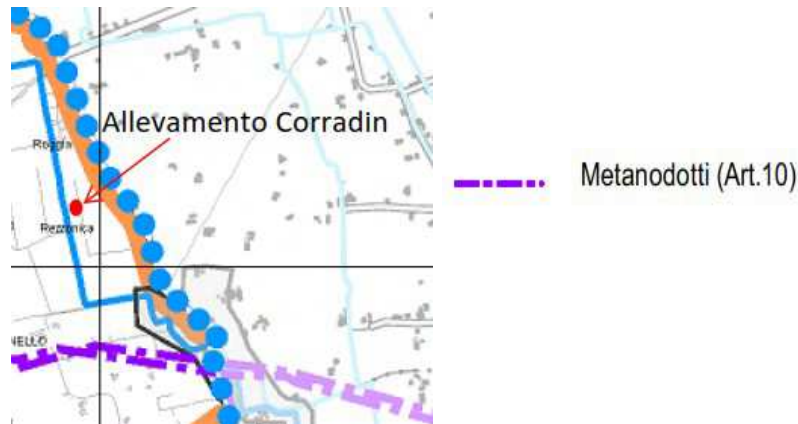 Allevamento Corradin
Roggia
Rezzonica
NELLO
Metanodotti (Art.10)